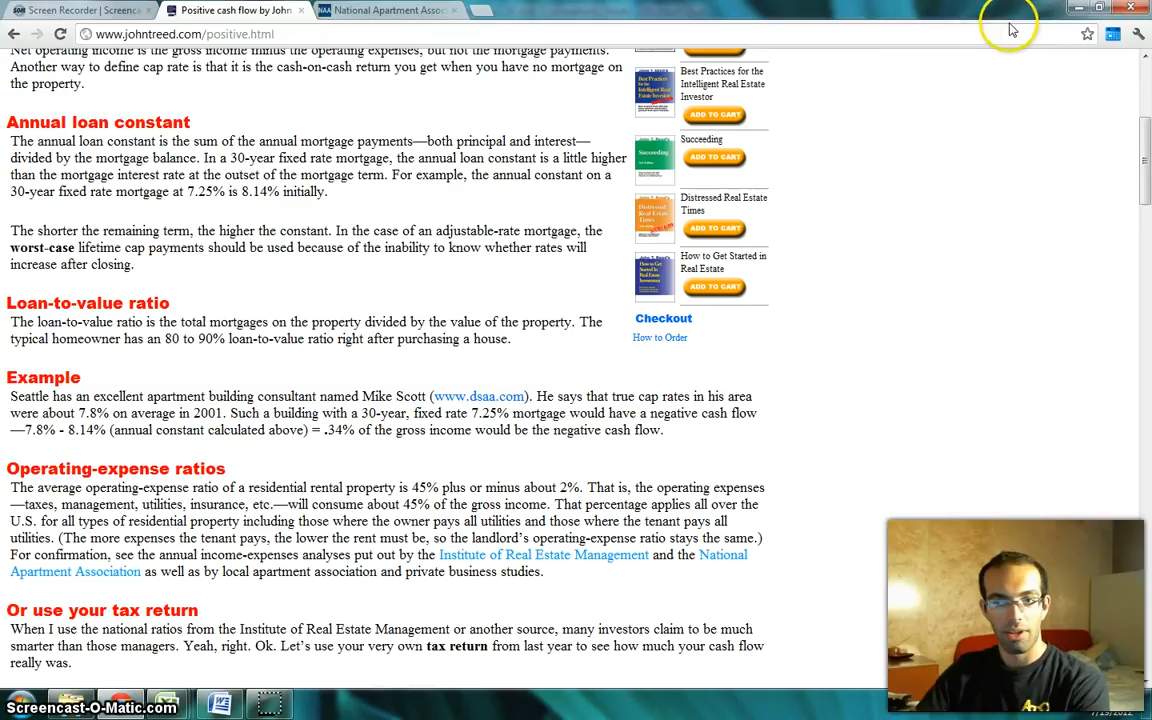 Screen Recorder | Screenca
Positive cash flow by John
National Apartment Assoc
www.johntreed.com/positive.html
Net operating income is the gross income minus the operating expenses, but not the mortgage payments.
Another way to define cap rate is that it is the cash-on-cash return you get when you have no mortgage on
the property.
Annual loan constant
The annual loan constant is the sum of the annual mortgage payments—both principal and interest—
divided by the mortgage balance. In a 30-year fixed rate mortgage, the annual loan constant is a little higher
than the mortgage interest rate at the outset of the mortgage term. For example, the annual constant on a
30-year fixed rate mortgage at 7.25% is 8.14% initially.
The shorter the remaining term, the higher the constant. In the case of an adjustable-rate mortgage, the
worst-case lifetime cap payments should be used because of the inability to know whether rates will
increase after closing.
Loan-to-value ratio
The loan-to-value ratio is the total mortgages on the property divided by the value of the property. The
typical homeowner has an 80 to 90% loan-to-value ratio right after purchasing a house.
Example
Seattle has an excellent apartment building consultant named Mike Scott (www.dsaa.com). He says that true cap rates in his area
were about 7.8% on average in 2001. Such a building with a 30-year, fixed rate 7.25% mortgage would have a negative cash flow
—7.8% - 8.14% (annual constant calculated above) = .34% of the gross income would be the negative cash flow.
Operating-expense ratios
The average operating-expense ratio of a residential rental property is 45% plus or minus about 2%. That is, the operating expenses
—taxes, management, utilities, insurance, etc.—will consume about 45% of the gross income. That percentage applies all over the
U.S. for all types of residential property including those where the owner pays all utilities and those where the tenant pays all
utilities. (The more expenses the tenant pays, the lower the rent must be, so the landlord's operating-expense ratio stays the same.)
For confirmation, see the annual income-expenses analyses put out by the Institute of Real Estate Management and the National
Apartment Association as well as by local apartment association and private business studies.
Or use your tax return
When I use the national ratios from the Institute of Real Estate Management or another source, many investors claim to be much
smarter than those managers. Yeah, right. Ok. Let's use your very own tax return from last year to see how much your cash flow
really was.
Best Practices for the
Intelligent Real Estate
Investor
ADD TO CART
Succeeding
Succeeding
ADD TO CART
Distressed Real Estate
Times
Distressed
Real Estate
Times
ADD TO CART
How to Get Started in
Real Estate
ADD TO CART
Checkout
How to Order
Screencast-O-Matic.com